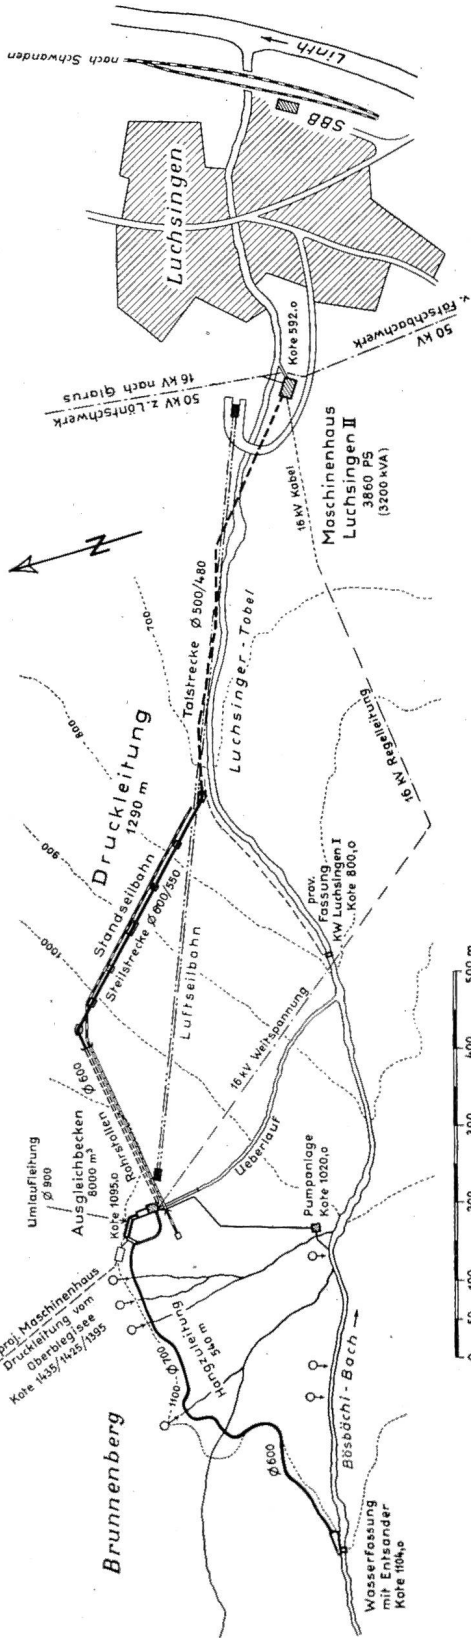 nach Schwanden
Linth
SBB
Luchsingen
50 kV
v. Fätschbachwerk
Kote 592,0
50 kV z. Löntschwerk
16 kV nach Glarus
Maschinenhaus
Luchsingen II
3860 PS
(3200 kVA)
16 kV Kabel
N
700
800
900
1000
Talstrecke Ø 500/480
Luchsinger-Tobel
16 kV Regelleitung
Druckleitung
1290 m
Standseilbahn
Steilstrecke Ø 600/550
Luftseilbahn
prov.
Fassung
KW Luchsingen I
Kote 800,0
16 kV Weitspannung
Ueberlauf
Ø 600
Rohrstollen
Umlaufleitung
Ø 900
Ausgleichbecken
8000 m³
Kote 1095,0
Pumpanlage
Kote 1020,0
proj. Maschinenhaus
Druckleitung vom
Oberblegisee
Kote 1435/1425/1395
Ø 700
1100
Hangzuleitung
540 m
Brunnenberg
Ø 600
Bösbächi-Bach
Wasserfassung
mit Entsander
Kote 1104,0
0 50 100 200 300 400 500 m